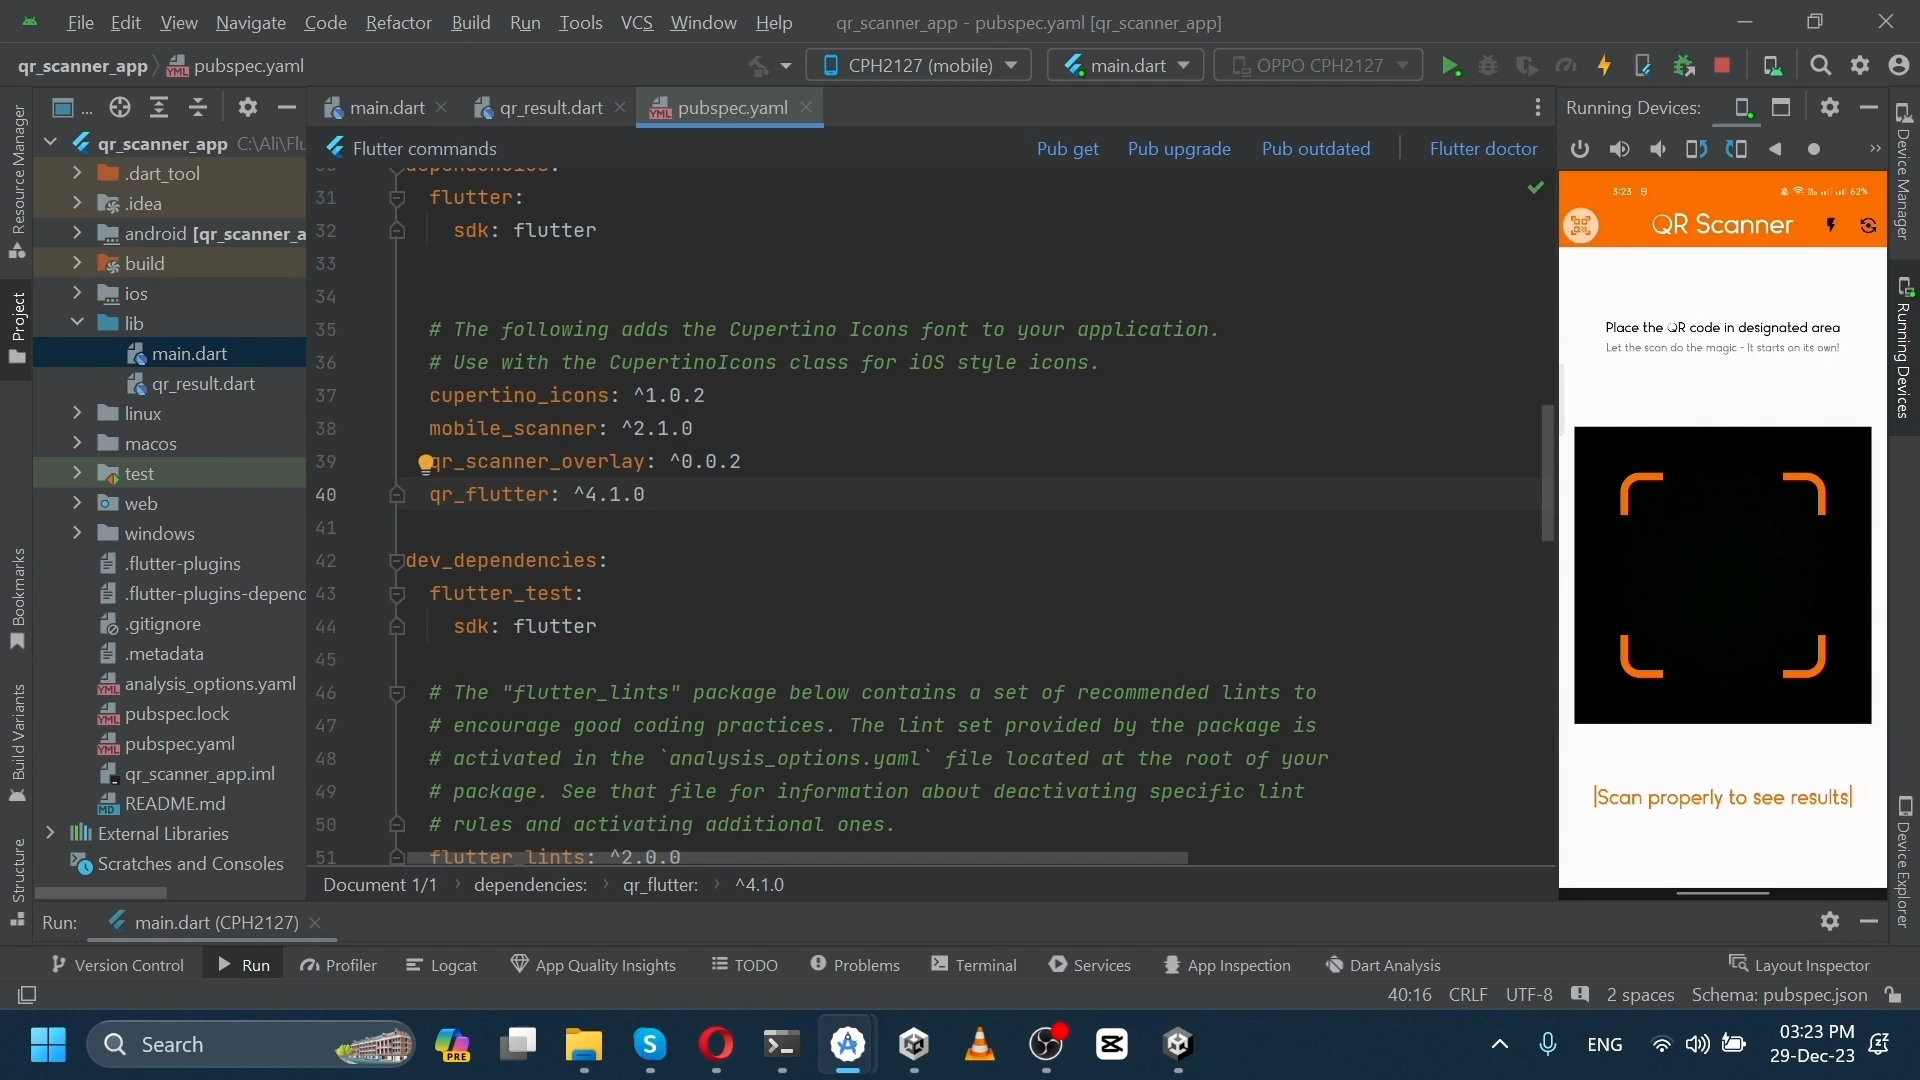 File Edit View Navigate Code Refactor Build Run Tools VCS Window Help qr_scanner_app - pubspec.yaml [qr_scanner_app]
qr_scanner_app pubspec.yaml CPH2127 (mobile) main.dart OPPO CPH2127
... main.dart qr_result.dart pubspec.yaml Running Devices:
Flutter commands Pub get Pub upgrade Pub outdated Flutter doctor
Resource Manager
Project
Bookmarks
Build Variants
Structure
qr_scanner_app C:\Ali\Flu
.dart_tool
.idea
android [qr_scanner_a
build
ios
lib
main.dart
qr_result.dart
linux
macos
test
web
windows
.flutter-plugins
.flutter-plugins-depend
.gitignore
.metadata
analysis_options.yaml
pubspec.lock
pubspec.yaml
qr_scanner_app.iml
README.md
External Libraries
Scratches and Consoles
dependencies:
31 flutter:
32 sdk: flutter
33
34
35 # The following adds the Cupertino Icons font to your application.
36 # Use with the CupertinoIcons class for iOS style icons.
37 cupertino_icons: ^1.0.2
38 mobile_scanner: ^2.1.0
39 qr_scanner_overlay: ^0.0.2
40 qr_flutter: ^4.1.0
41
42 dev_dependencies:
43 flutter_test:
44 sdk: flutter
45
46 # The "flutter_lints" package below contains a set of recommended lints to
47 # encourage good coding practices. The lint set provided by the package is
48 # activated in the `analysis_options.yaml` file located at the root of your
49 # package. See that file for information about deactivating specific lint
50 # rules and activating additional ones.
51 flutter_lints: ^2.0.0
Document 1/1 dependencies: qr_flutter: ^4.1.0
3:23 62%
QR Scanner
Place the QR code in designated area
Let the scan do the magic - It starts on its own!
|Scan properly to see results|
Device Manager
Running Devices
Device Explorer
Run: main.dart (CPH2127)
Version Control Run Profiler Logcat App Quality Insights TODO Problems Terminal Services App Inspection Dart Analysis Layout Inspector
40:16 CRLF UTF-8 2 spaces Schema: pubspec.json
Search PRE ENG 03:23 PM
29-Dec-23